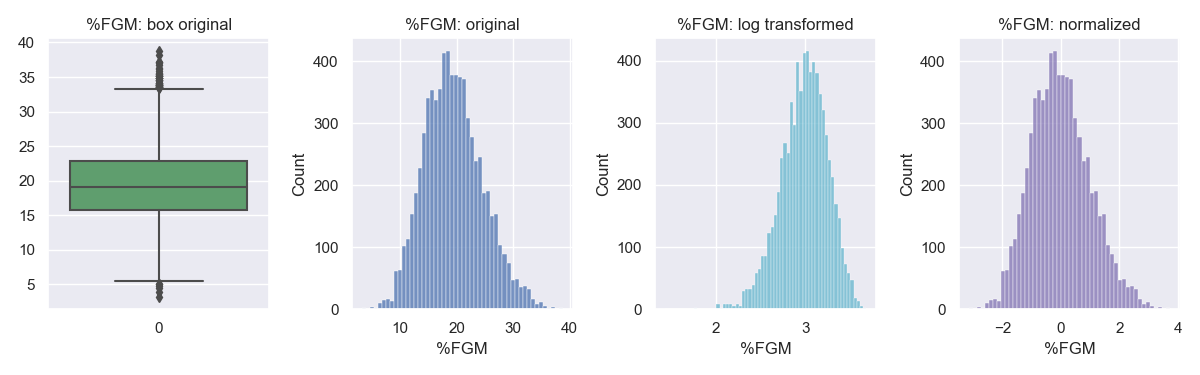 %FGM: box original
40
35
30
25
20
15
10
5
0
%FGM: original
Count
400
300
200
100
0
10 20 30 40
%FGM
%FGM: log transformed
Count
400
300
200
100
0
2 3
%FGM
%FGM: normalized
Count
400
300
200
100
0
−2 0 2 4
%FGM